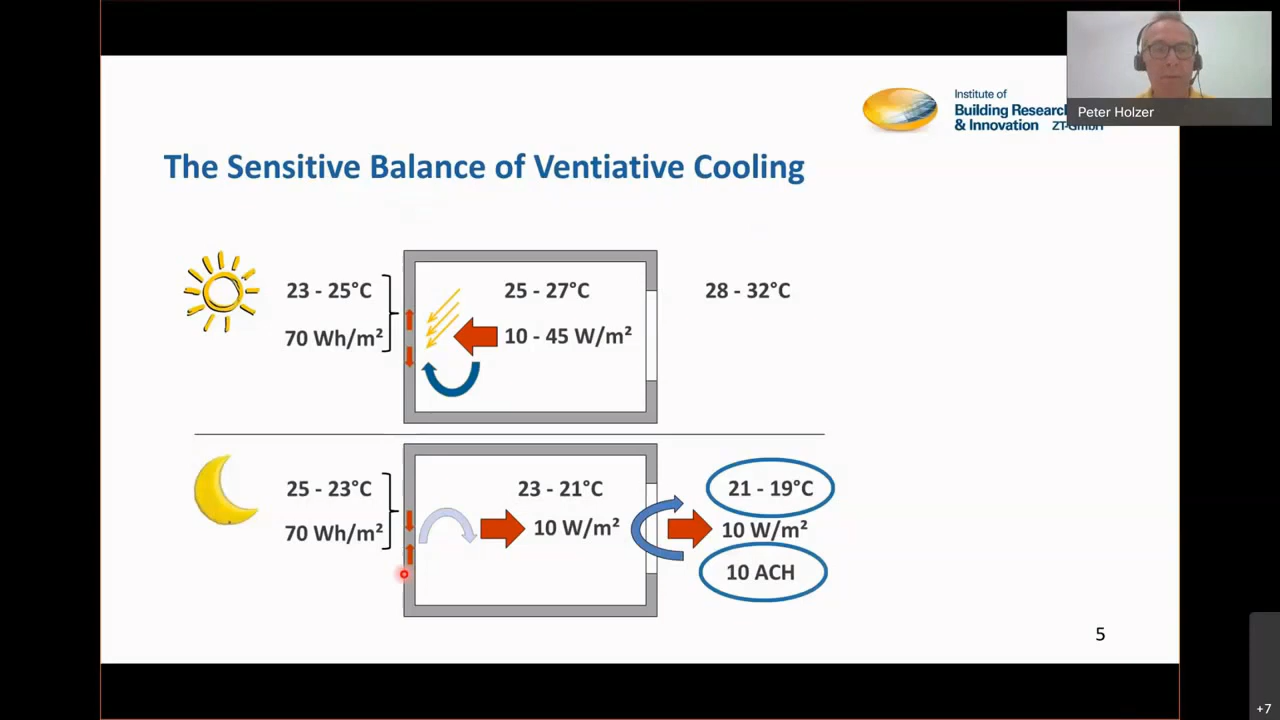 Institute of
Building Research
& Innovation ZT-GmbH
Peter Holzer
The Sensitive Balance of Ventiative Cooling
23 - 25°C
25 - 27°C
28 - 32°C
70 Wh/m²
10 - 45 W/m²
25 - 23°C
23 - 21°C
21 - 19°C
70 Wh/m²
10 W/m²
10 W/m²
10 ACH
5
+7